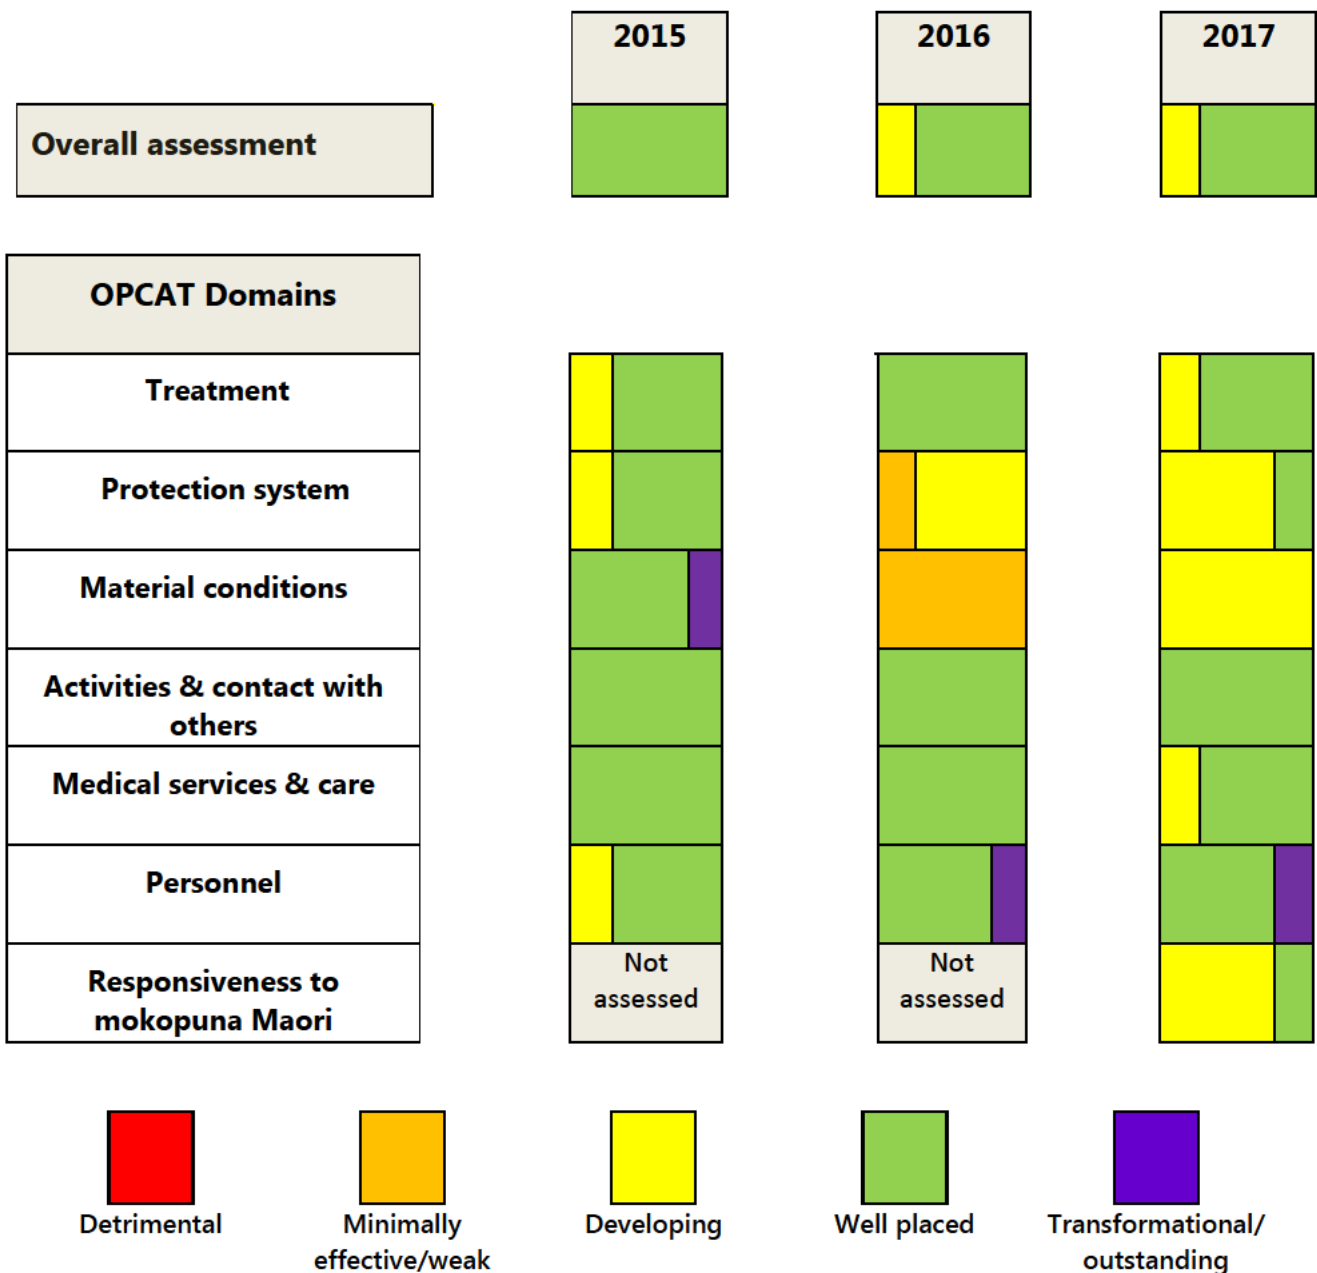 2015
2016
2017
Overall assessment
OPCAT Domains
Treatment
Protection system
Material conditions
Activities & contact with
others
Medical services & care
Personnel
Responsiveness to
mokopuna Maori
Not
assessed
Not
assessed
Detrimental
Minimally
effective/weak
Developing
Well placed
Transformational/
outstanding